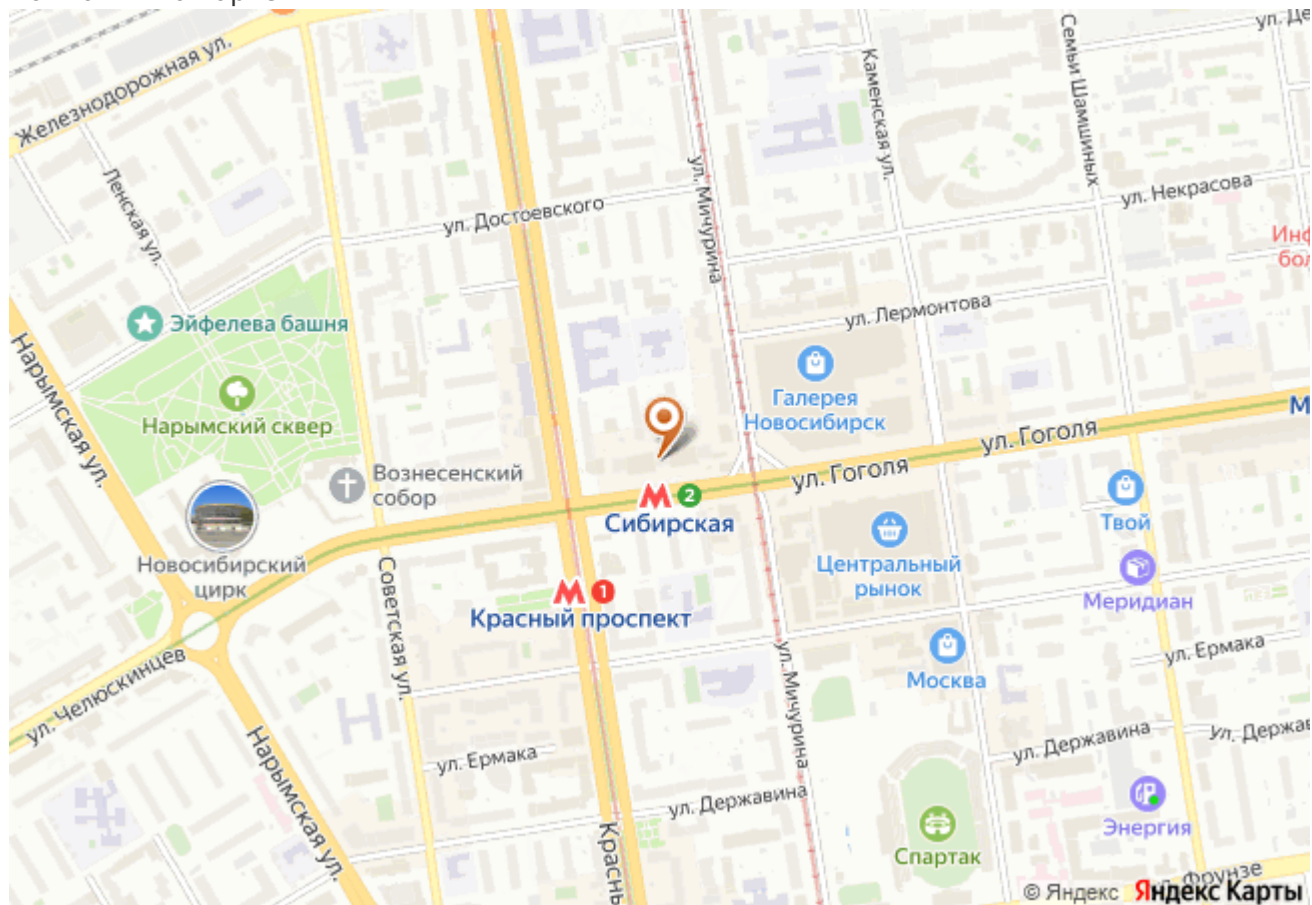 Железнодорожная ул.
Ленская ул.
ул. Достоевского
ул. Мичурина
Каменская ул.
Семьи Шамшиных
ул. Некрасова
ул. Лермонтова
Эйфелева башня
Нарымский сквер
Нарымская ул.
Вознесенский
собор
Новосибирский
цирк
Галерея
Новосибирск
ул. Гоголя
ул. Гоголя
М 2
Сибирская
М 1
Красный проспект
Центральный
рынок
Твой
Меридиан
Москва
Советская ул.
ул. Челюскинцев
Нарымская ул.
ул. Ермака
ул. Ермака
ул. Мичурина
ул. Державина
ул. Державина
Энергия
Спартак
© Яндекс Яндекс Карты